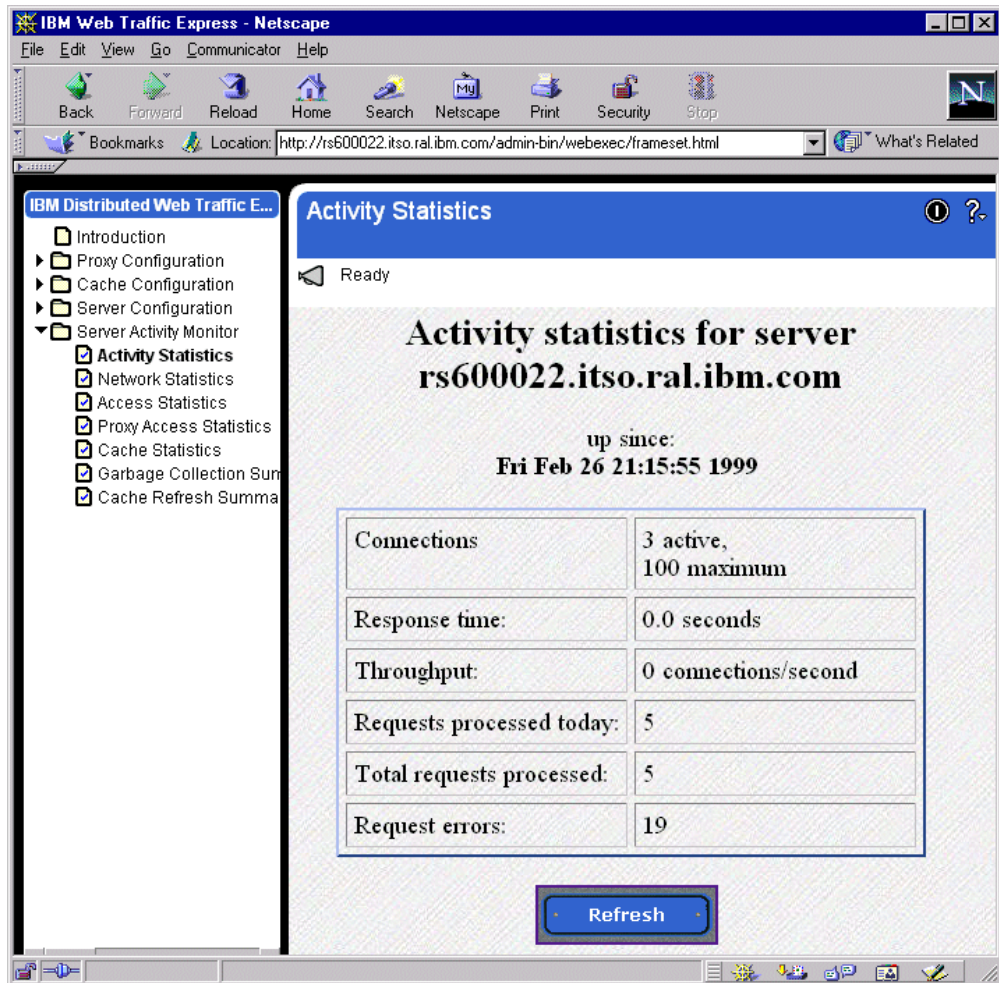 IBM Web Traffic Express - Netscape
File Edit View Go Communicator Help
Back Forward Reload Home Search Netscape Print Security Stop
My
N
Bookmarks Location: http://rs600022.itso.ral.ibm.com/admin-bin/webexec/frameset.html What's Related
IBM Distributed Web Traffic E...
Introduction
Proxy Configuration
Cache Configuration
Server Configuration
Server Activity Monitor
Activity Statistics
Network Statistics
Access Statistics
Proxy Access Statistics
Cache Statistics
Garbage Collection Sum
Cache Refresh Summa
Activity Statistics
?
Ready
Activity statistics for server
rs600022.itso.ral.ibm.com
up since:
Fri Feb 26 21:15:55 1999
Connections 3 active,
100 maximum
Response time: 0.0 seconds
Throughput: 0 connections/second
Requests processed today: 5
Total requests processed: 5
Request errors: 19
Refresh